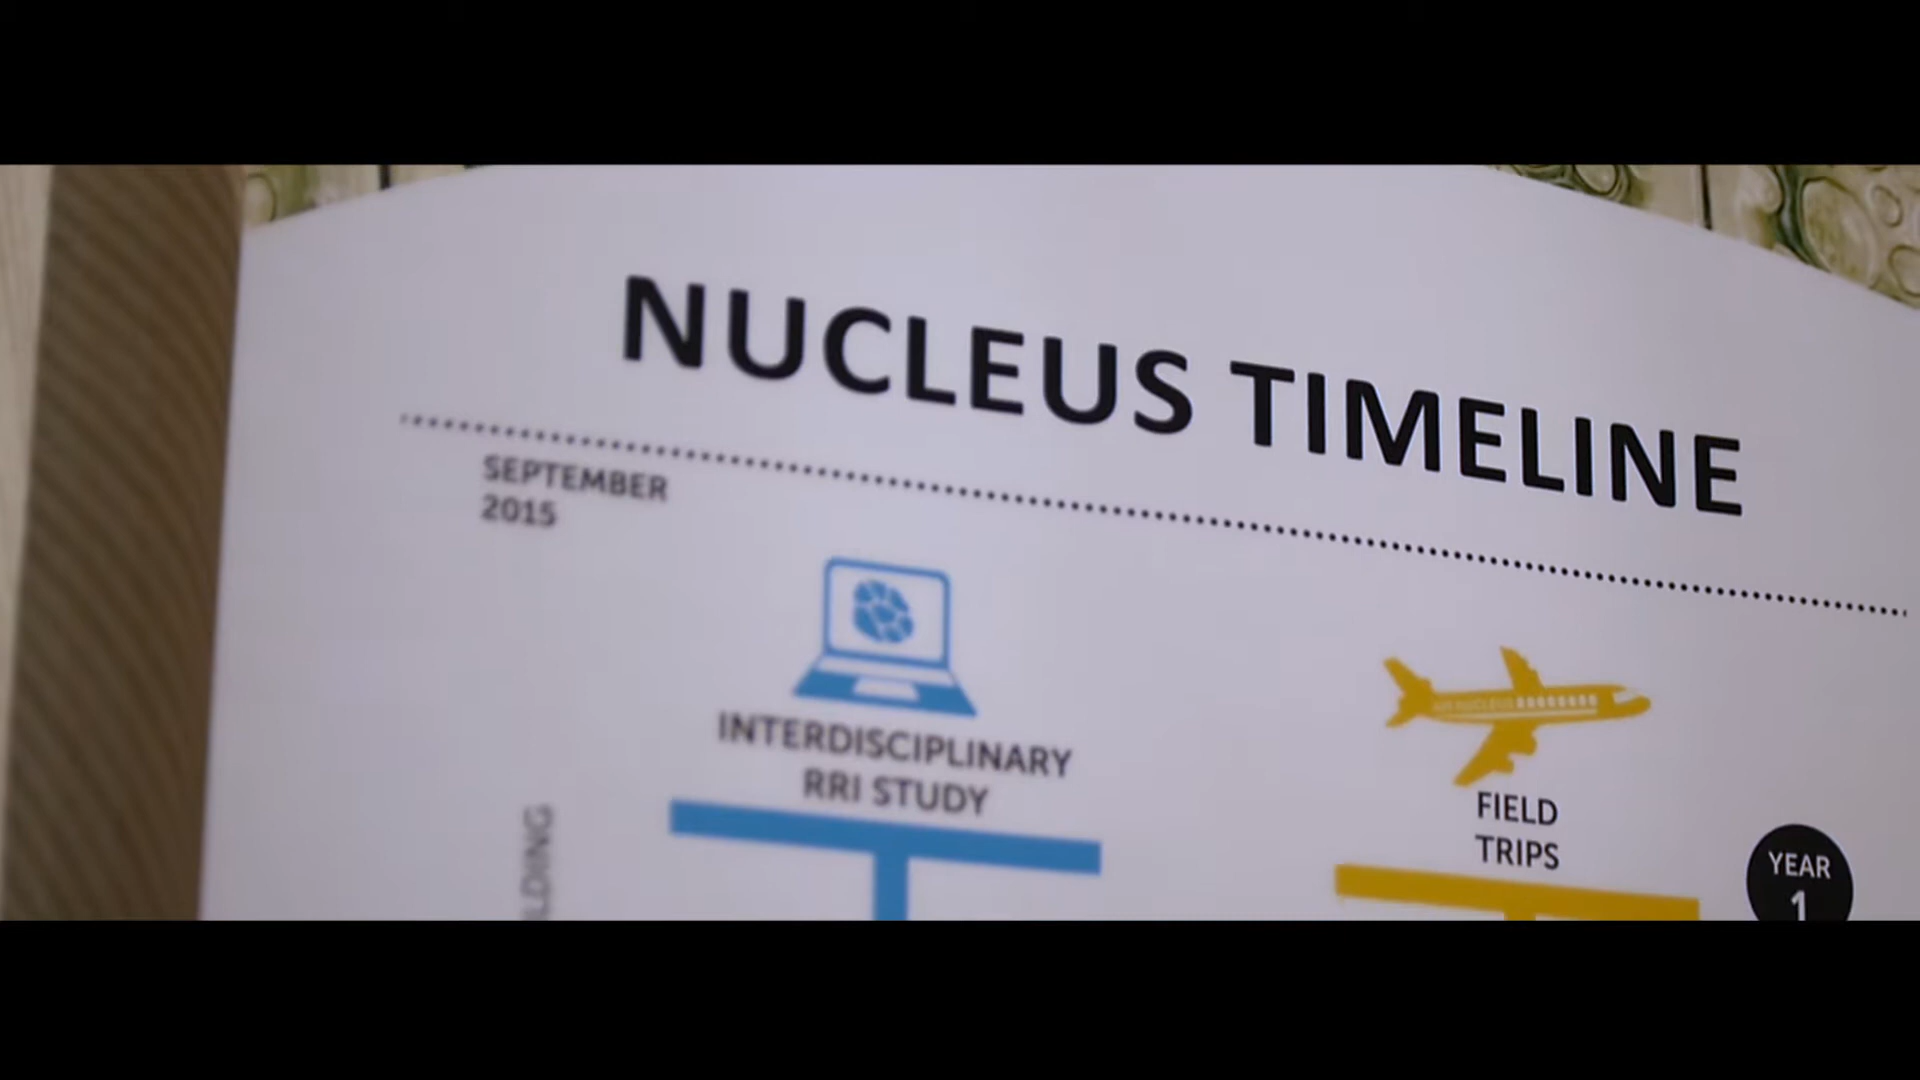 NUCLEUS TIMELINE
SEPTEMBER
2015
INTERDISCIPLINARY
RRI STUDY
FIELD
TRIPS
YEAR
1